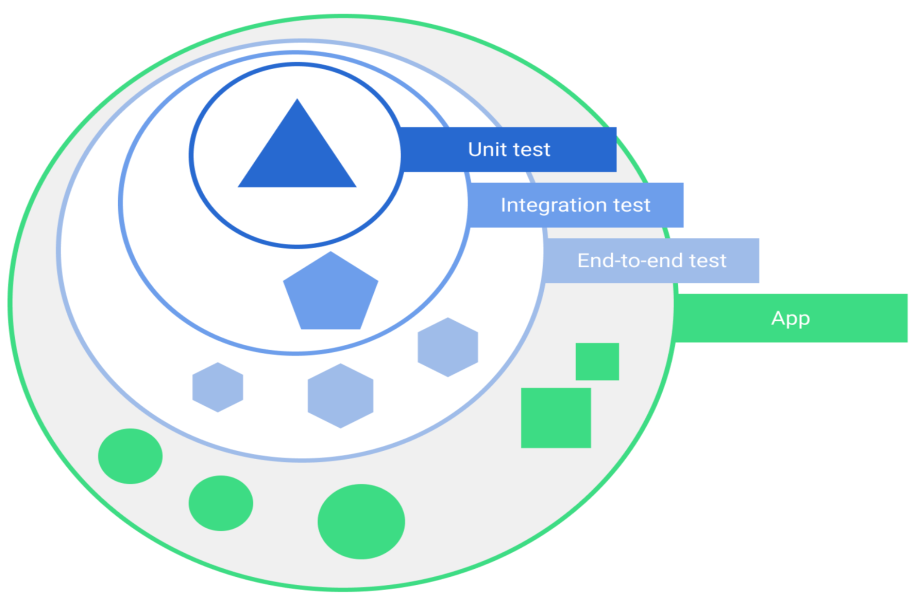 Unit test
Integration test
End-to-end test
App